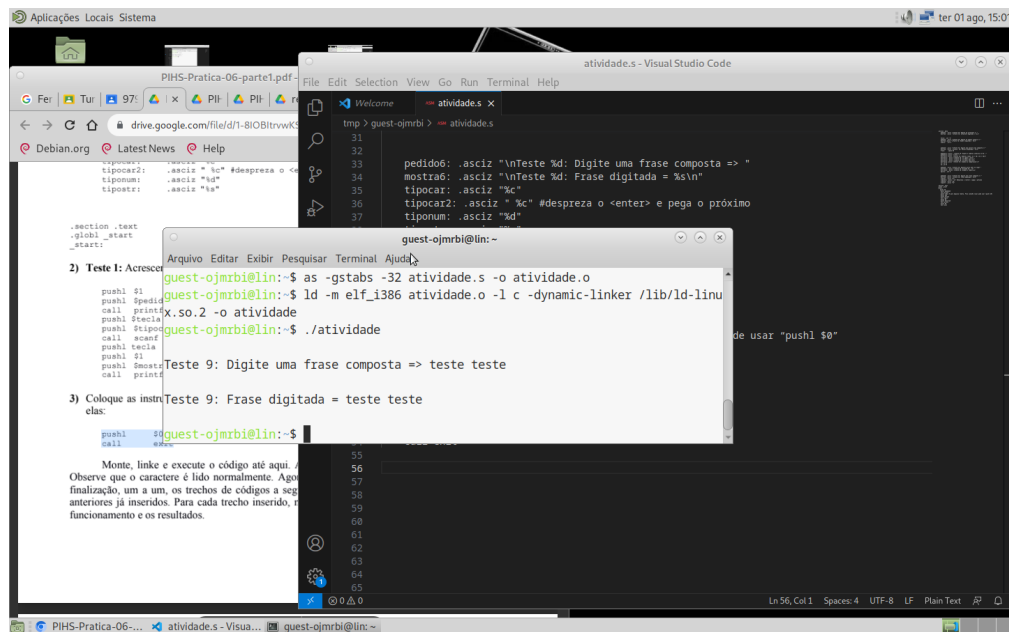 Aplicações Locais Sistema
ter 01 ago, 15:01
PIHS-Pratica-06-parte1.pdf -
G Fer
Tur
979
PIH
PIH
drive.google.com/file/d/1-8IOBItrvwKS
Debian.org Latest News Help
tipocar2: .asciz " %c" #despreza o <e
tiponum: .asciz "%d"
tipostr: .asciz "%s"
.section .text
.globl _start
_start:
2) Teste 1: Acrescen
pushl $1
pushl $pedid
call printf
pushl $tecla
pushl $tipoc
call scanf
pushl tecla
pushl $1
pushl $mostr
call printf
3) Coloque as instru
elas:
pushl $0
call
Monte, linke e execute o código até aqui. A
Observe que o caractere é lido normalmente. Agor
finalização, um a um, os trechos de códigos a seg
anteriores já inseridos. Para cada trecho inserido, n
funcionamento e os resultados.
atividade.s - Visual Studio Code
File Edit Selection View Go Run Terminal Help
Welcome
atividade.s
tmp > guest-ojmrbi > atividade.s
31
32
33 pedido6: .asciz "\nTeste %d: Digite uma frase composta => "
34 mostra6: .asciz "\nTeste %d: Frase digitada = %s\n"
35 tipocar: .asciz "%c"
36 tipocar2: .asciz " %c" #despreza o <enter> e pega o próximo
37 tiponum: .asciz "%d"
de usar "pushl $0"
55
56
57
58
59
60
61
62
63
64
65
1
0 0 Ln 56, Col 1 Spaces: 4 UTF-8 LF Plain Text
guest-ojmrbi@lin: ~
Arquivo Editar Exibir Pesquisar Terminal Ajuda
guest-ojmrbi@lin:~$ as -gstabs -32 atividade.s -o atividade.o
guest-ojmrbi@lin:~$ ld -m elf_i386 atividade.o -l c -dynamic-linker /lib/ld-linu
x.so.2 -o atividade
guest-ojmrbi@lin:~$ ./atividade
Teste 9: Digite uma frase composta => teste teste
Teste 9: Frase digitada = teste teste
guest-ojmrbi@lin:~$
PIHS-Pratica-06-...
atividade.s - Visua...
guest-ojmrbi@lin: ~